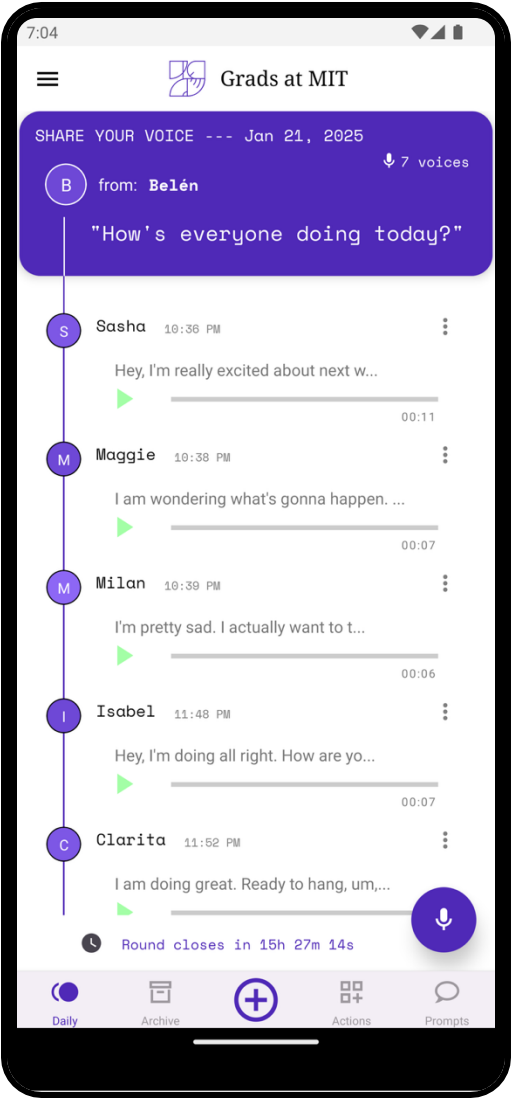 7:04
Grads at MIT
SHARE YOUR VOICE --- Jan 21, 2025
7 voices
B
from: Belén
"How's everyone doing today?"
S
Sasha 10:36 PM
Hey, I'm really excited about next w...
00:11
M
Maggie 10:38 PM
I am wondering what's gonna happen. ...
00:07
M
Milan 10:39 PM
I'm pretty sad. I actually want to t...
00:06
I
Isabel 11:48 PM
Hey, I'm doing all right. How are yo...
00:07
C
Clarita 11:52 PM
I am doing great. Ready to hang, um,...
Round closes in 15h 27m 14s
Daily Archive Actions Prompts